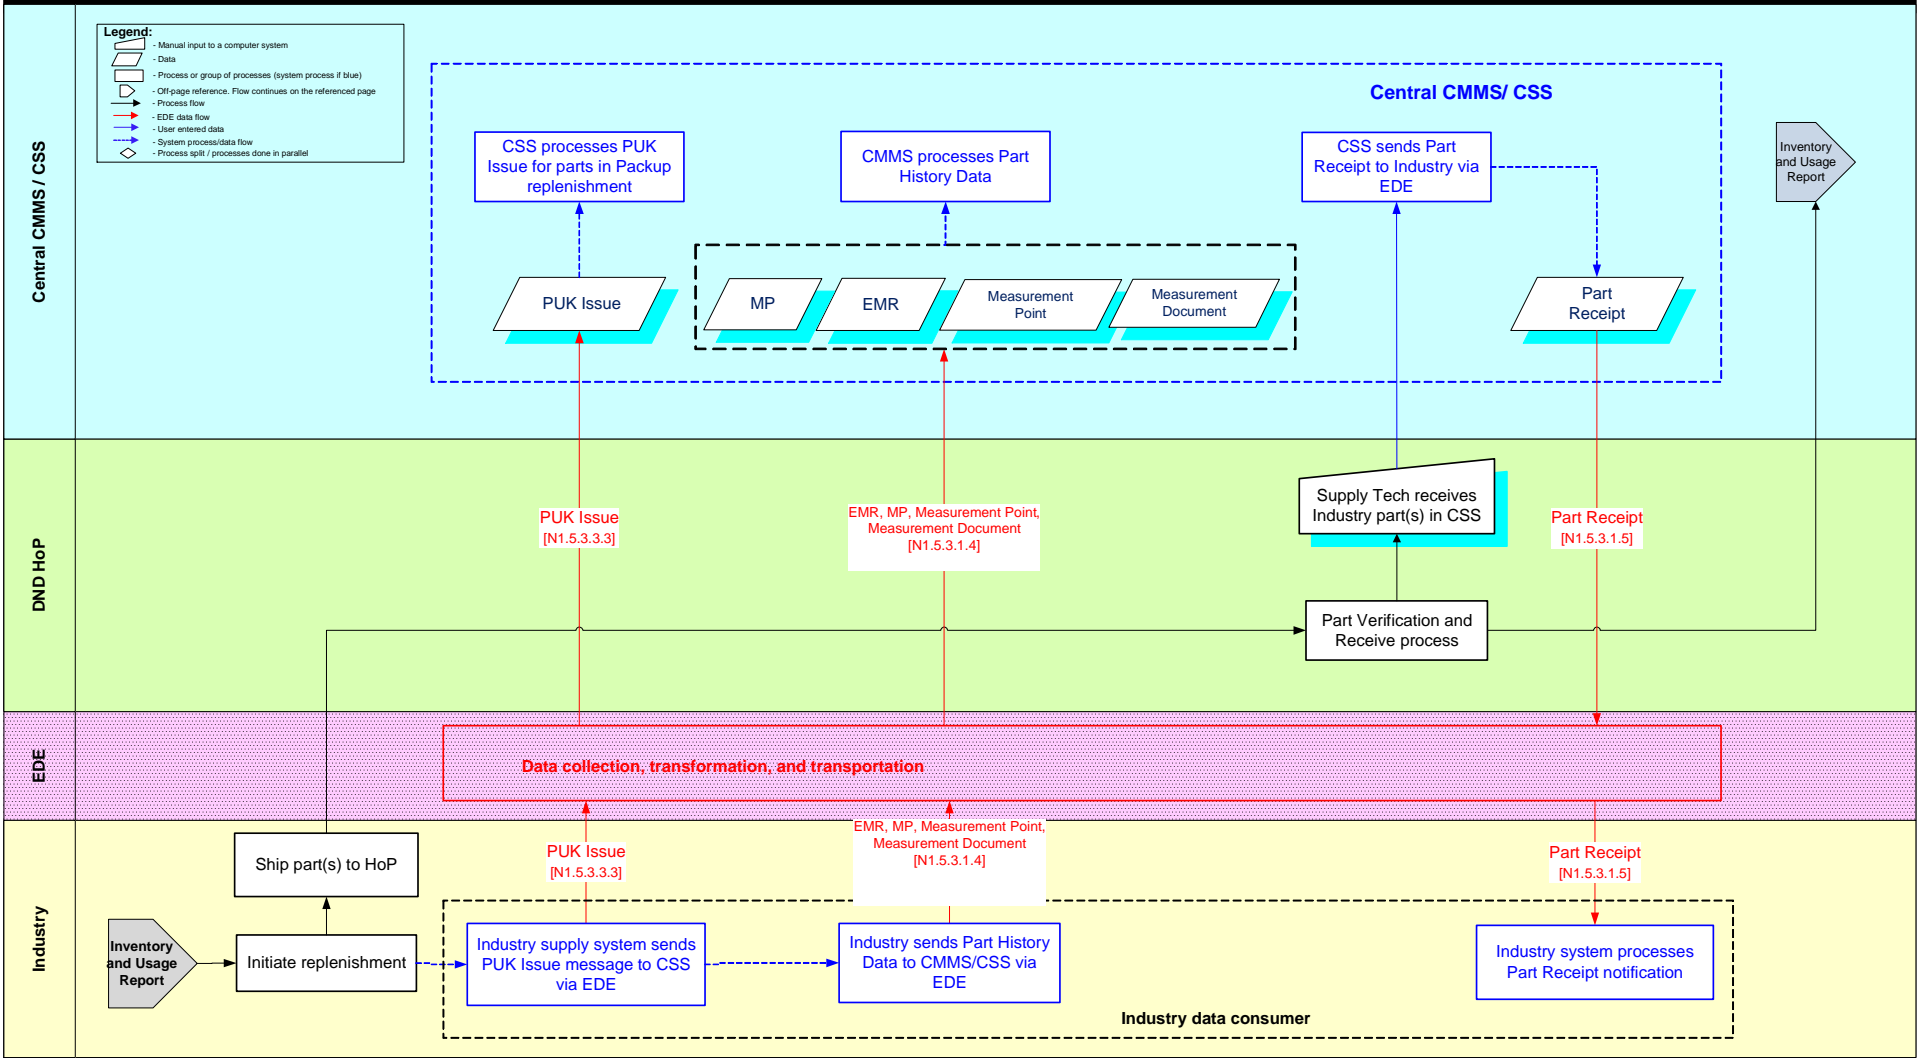 Legend:
- Manual input to a computer system
- Data
- Process or group of processes (system process if blue)
- Off-page reference. Flow continues on the referenced page
- Process flow
- EDE data flow
- User entered data
- System process/data flow
- Process split / processes done in parallel
Central CMMS / CSS
Central CMMS/ CSS
CSS processes PUK
Issue for parts in Packup
replenishment
CMMS processes Part
History Data
CSS sends Part
Receipt to Industry via
EDE
Inventory
and Usage
Report
PUK Issue
MP
EMR
Measurement
Point
Measurement
Document
Part
Receipt
DND HoP
PUK Issue
[N1.5.3.3.3]
EMR, MP, Measurement Point,
Measurement Document
[N1.5.3.1.4]
Supply Tech receives
Industry part(s) in CSS
Part Receipt
[N1.5.3.1.5]
Part Verification and
Receive process
EDE
Data collection, transformation, and transportation
Industry
Ship part(s) to HoP
PUK Issue
[N1.5.3.3.3]
EMR, MP, Measurement Point,
Measurement Document
[N1.5.3.1.4]
Part Receipt
[N1.5.3.1.5]
Inventory
and Usage
Report
Initiate replenishment
Industry supply system sends
PUK Issue message to CSS
via EDE
Industry sends Part History
Data to CMMS/CSS via
EDE
Industry system processes
Part Receipt notification
Industry data consumer